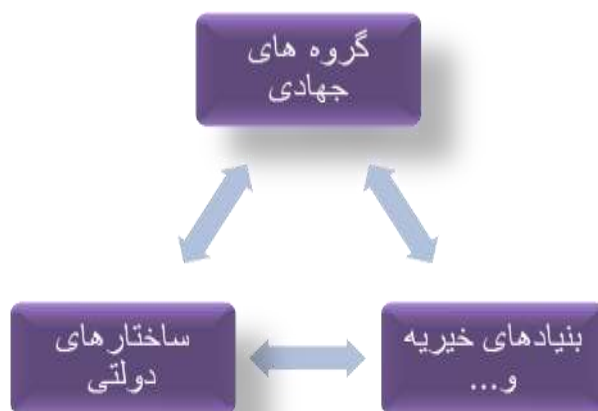 گروه های
جهادی
بنیادهای خیریه
و...
ساختارهای
دولتی